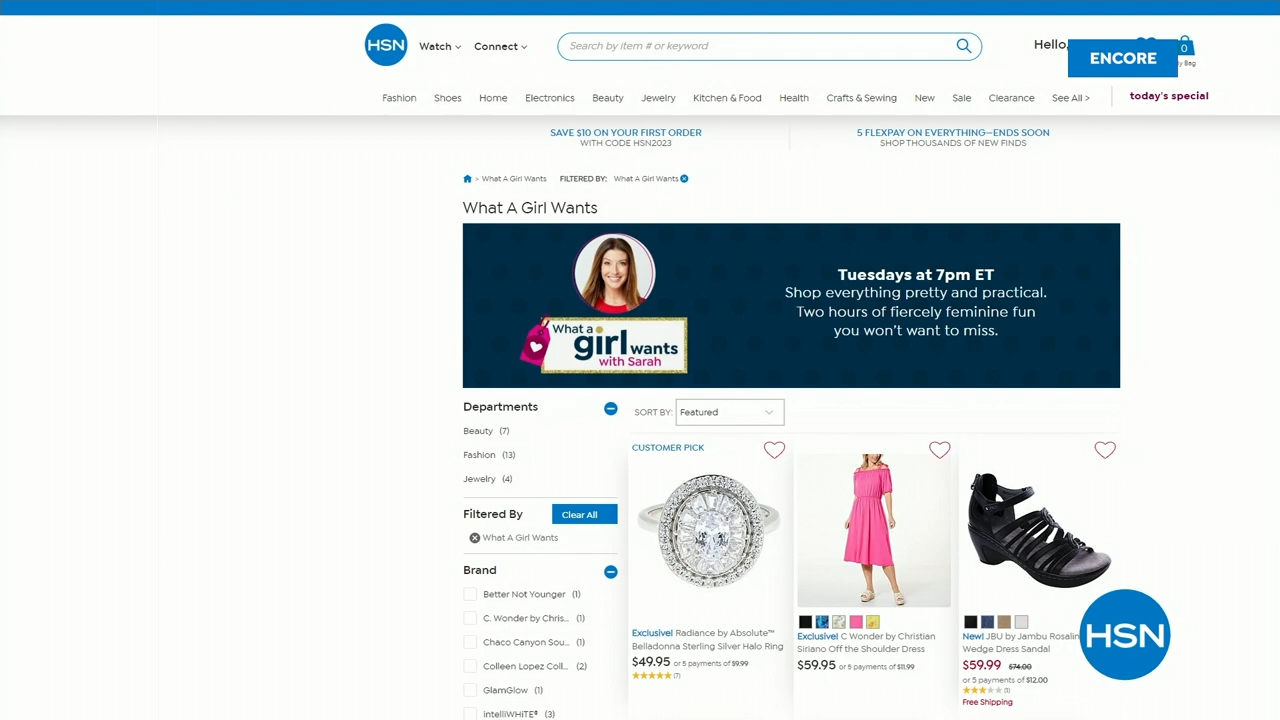 HSN
Watch
Connect
Search by item # or keyword
Hello,
0
ENCORE
Bag
Fashion
Shoes
Home
Electronics
Beauty
Jewelry
Kitchen & Food
Health
Crafts & Sewing
New
Sale
Clearance
See All >
today's special
SAVE $10 ON YOUR FIRST ORDER
WITH CODE HSN2023
5 FLEXPAY ON EVERYTHING—ENDS SOON
SHOP THOUSANDS OF NEW FINDS
> What A Girl Wants
FILTERED BY: What A Girl Wants
What A Girl Wants
What a
girl wants
with Sarah
Tuesdays at 7pm ET
Shop everything pretty and practical.
Two hours of fiercely feminine fun
you won't want to miss.
Departments
Beauty (7)
Fashion (13)
Jewelry (4)
Filtered By
Clear All
What A Girl Wants
Brand
Better Not Younger (1)
C. Wonder by Chris... (1)
Chaco Canyon Sou... (1)
Colleen Lopez Coll... (2)
GlamGlow (1)
intelliWHiTE® (3)
SORT BY: Featured
CUSTOMER PICK
Exclusive! Radiance by Absolute™
Belladonna Sterling Silver Halo Ring
$49.95 or 5 payments of $9.99
(7)
Exclusive! C Wonder by Christian
Siriano Off the Shoulder Dress
$59.95 or 5 payments of $11.99
New! JBU by Jambu Rosalin
Wedge Dress Sandal
$59.99 $74.00
or 5 payments of $12.00
Free Shipping
HSN